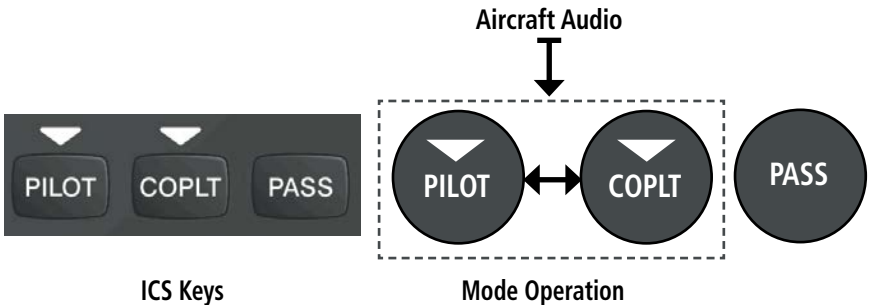 Aircraft Audio
PILOT COPLT PASS
PILOT COPLT PASS
ICS Keys
Mode Operation